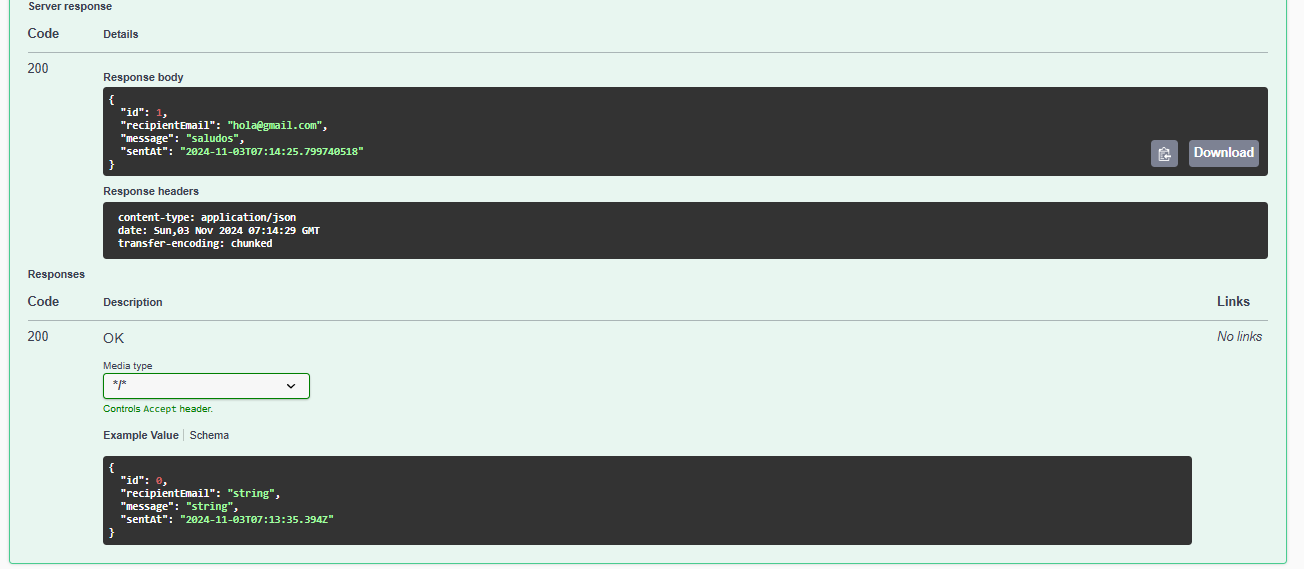 Server response
Code Details
200
Response body
{
  "id": 1,
  "recipientEmail": "hola@gmail.com",
  "message": "saludos",
  "sentAt": "2024-11-03T07:14:25.799740518"
}
Download
Response headers
content-type: application/json
date: Sun,03 Nov 2024 07:14:29 GMT
transfer-encoding: chunked
Responses
Code Description Links
200 OK No links
Media type
*/*
Controls Accept header.
Example Value Schema
{
  "id": 0,
  "recipientEmail": "string",
  "message": "string",
  "sentAt": "2024-11-03T07:13:35.394Z"
}